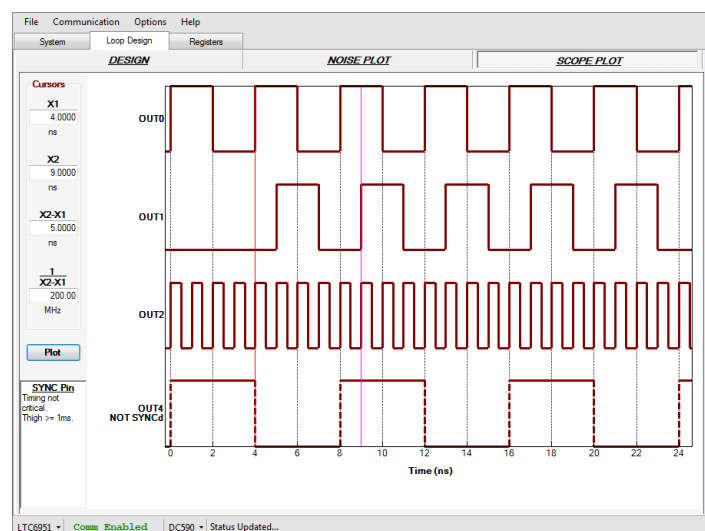 File Communication Options Help
System Loop Design Registers
DESIGN NOISE PLOT SCOPE PLOT
Cursors
X1
4.0000
ns
X2
9.0000
ns
X2-X1
5.0000
ns
1
X2-X1
200.00
MHz
Plot
SYNC Pin
Timing not
critical.
Thigh >= 1ms.
OUT0
OUT1
OUT2
OUT4
NOT SYNCd
0 2 4 6 8 10 12 14 16 18 20 22 24
Time (ns)
LTC6951 Comm Enabled DC590 Status Updated...